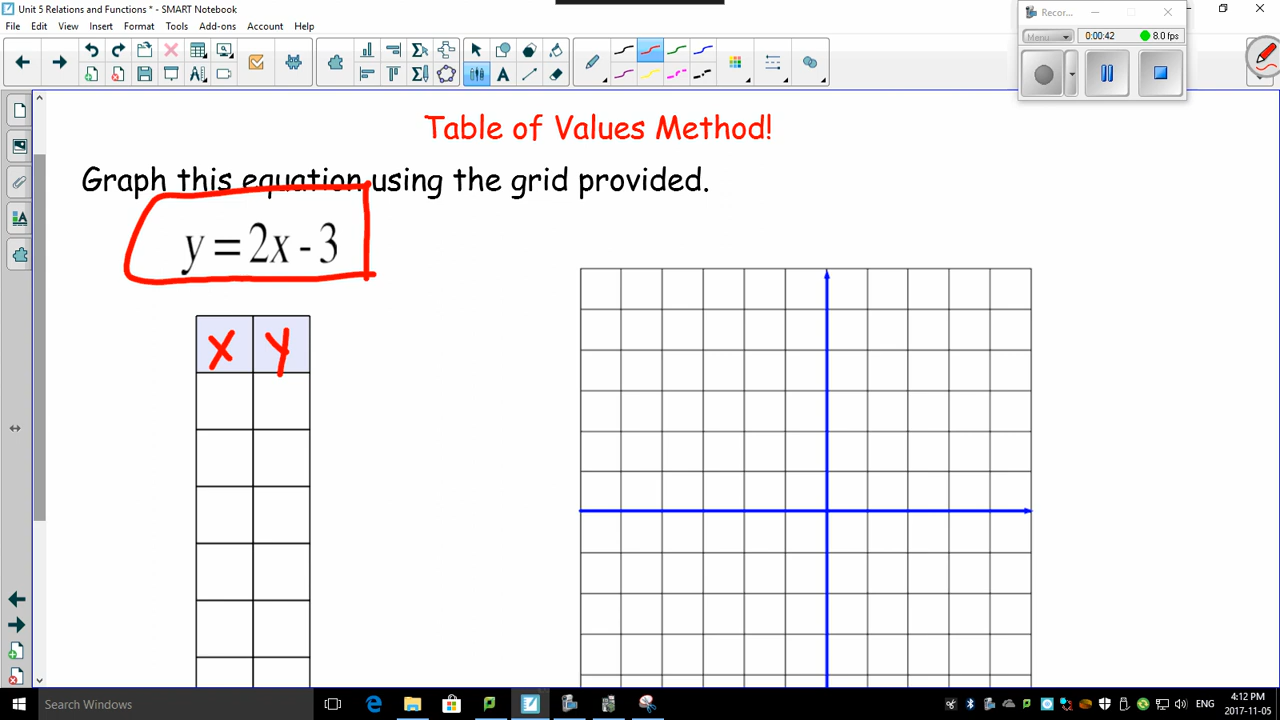 Unit 5 Relations and Functions * - SMART Notebook
File Edit View Insert Format Tools Add-ons Account Help
Recor...
Menu
0:00:42
8.0 fps
Table of Values Method!
Graph this equation using the grid provided.
y = 2x - 3
x y
Search Windows
ENG
4:12 PM
2017-11-05